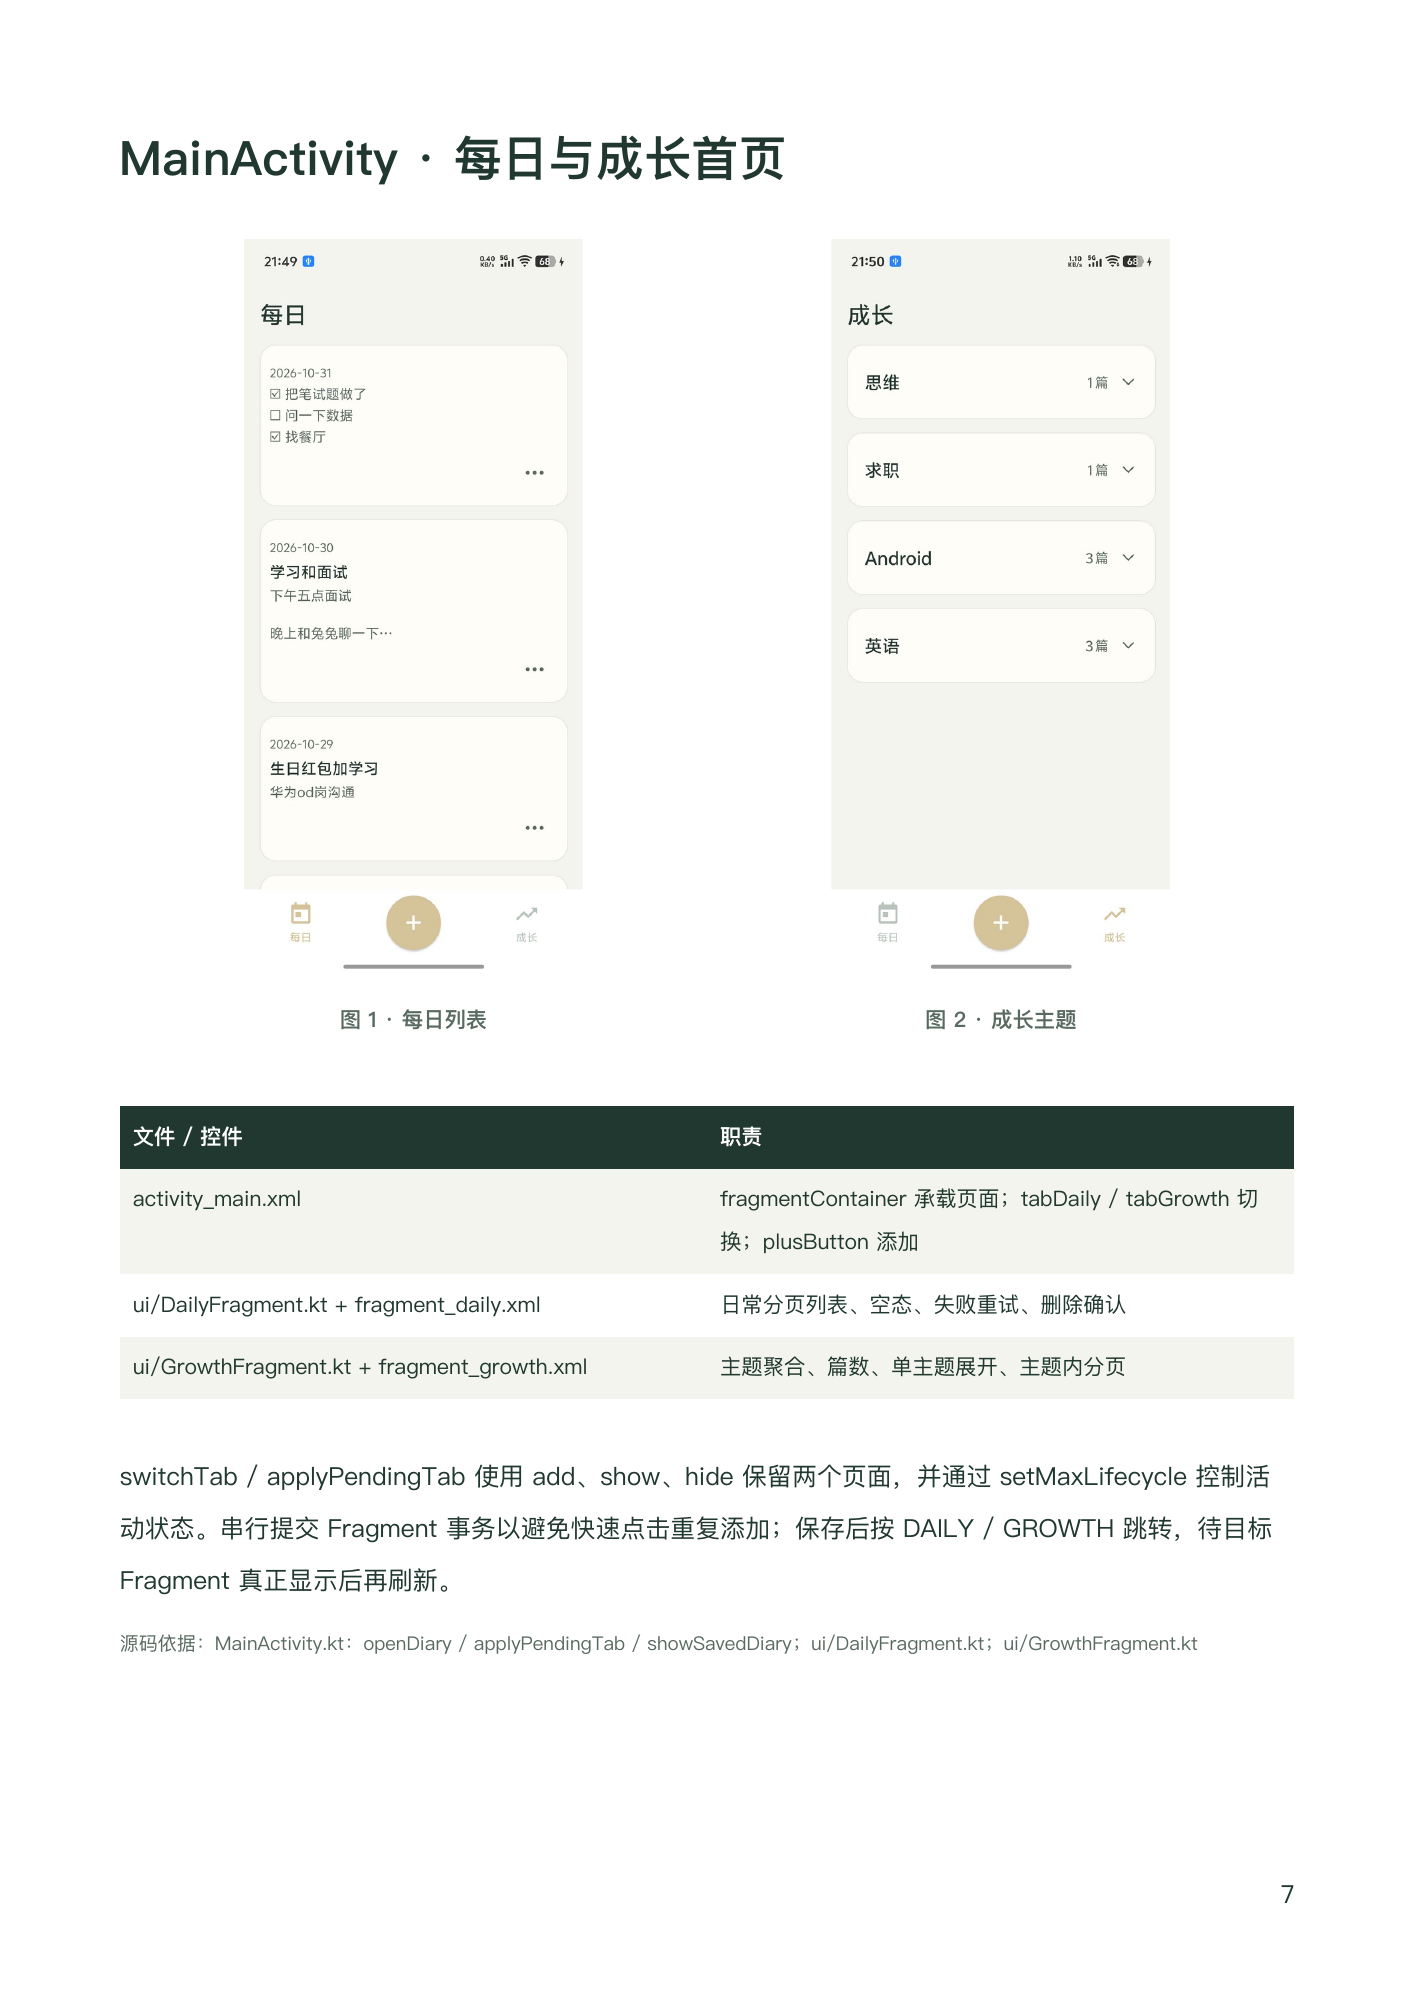 MainActivity · 每日与成长首页
21:49
0.40 KB/s 5G 68
每日
2026-10-31
☑ 把笔试题做了
☐ 问一下数据
☑ 找餐厅
2026-10-30
学习和面试
下午五点面试
晚上和兔兔聊一下…
2026-10-29
生日红包加学习
华为od岗沟通
每日
+
成长
图 1 · 每日列表
21:50
1.10 KB/s 5G 68
成长
思维 1篇
求职 1篇
Android 3篇
英语 3篇
每日
+
成长
图 2 · 成长主题
文件 / 控件 职责
activity_main.xml fragmentContainer 承载页面；tabDaily / tabGrowth 切
换；plusButton 添加
ui/DailyFragment.kt + fragment_daily.xml 日常分页列表、空态、失败重试、删除确认
ui/GrowthFragment.kt + fragment_growth.xml 主题聚合、篇数、单主题展开、主题内分页
switchTab / applyPendingTab 使用 add、show、hide 保留两个页面，并通过 setMaxLifecycle 控制活
动状态。串行提交 Fragment 事务以避免快速点击重复添加；保存后按 DAILY / GROWTH 跳转，待目标
Fragment 真正显示后再刷新。
源码依据：MainActivity.kt：openDiary / applyPendingTab / showSavedDiary；ui/DailyFragment.kt；ui/GrowthFragment.kt
7